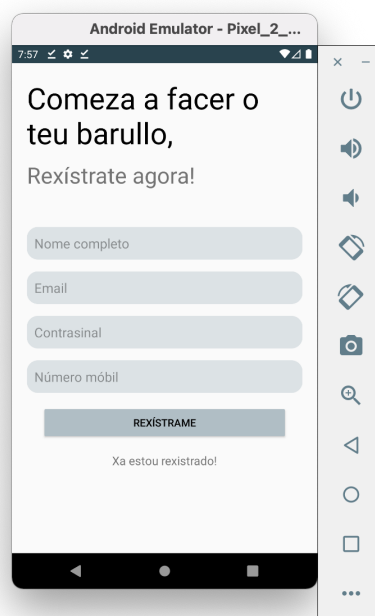 Android Emulator - Pixel_2_...
7:57
Comeza a facer o
teu barullo,
Rexístrate agora!
Nome completo
Email
Contrasinal
Número móbil
REXÍSTRAME
Xa estou rexistrado!